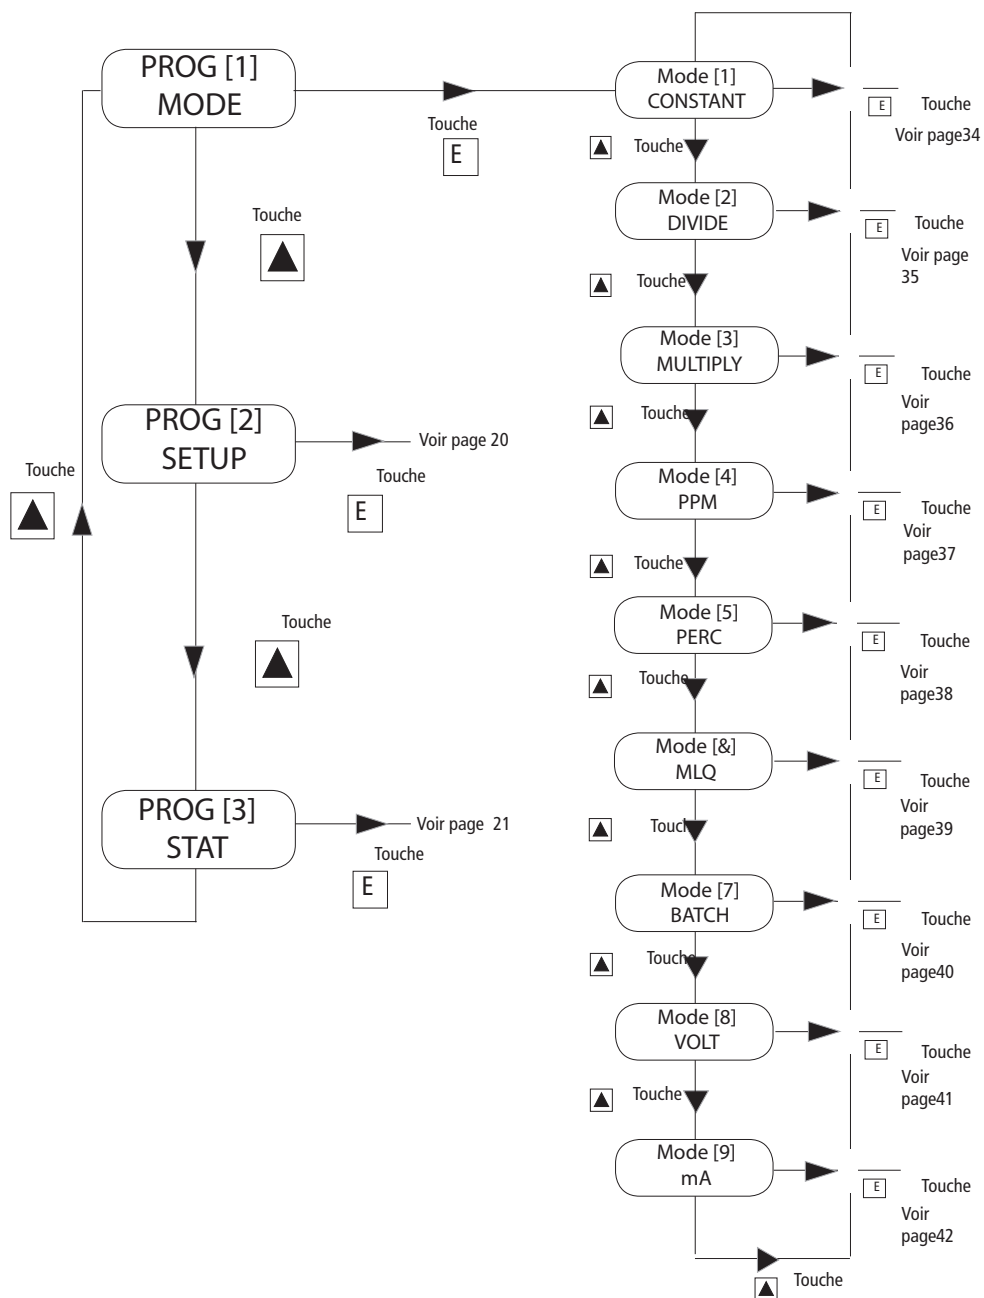 PROG [1]
MODE
Touche
E
Touche
PROG [2]
SETUP
Voir page 20
Touche
E
Touche
Touche
PROG [3]
STAT
Voir page 21
Touche
E
Mode [1]
CONSTANT
E Touche
Voir page34
Touche
Mode [2]
DIVIDE
E Touche
Voir page
35
Touche
Mode [3]
MULTIPLY
E Touche
Voir
page36
Touche
Mode [4]
PPM
E Touche
Voir
page37
Touche
Mode [5]
PERC
E Touche
Voir
page38
Touche
Mode [&]
MLQ
E Touche
Voir
page39
Touche
Mode [7]
BATCH
E Touche
Voir
page40
Touche
Mode [8]
VOLT
E Touche
Voir
page41
Touche
Mode [9]
mA
E Touche
Voir
page42
Touche